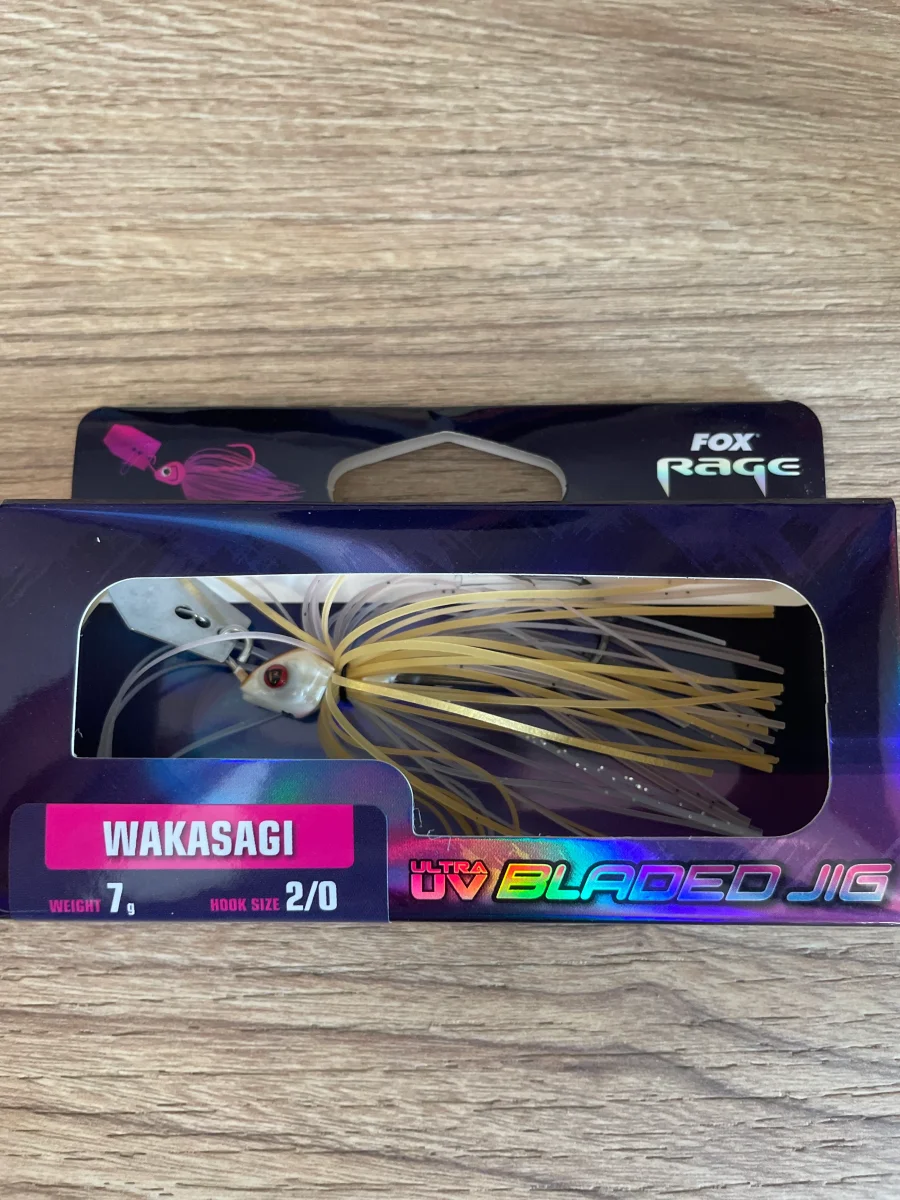 FOX®
RAGE
WAKASAGI
WEIGHT 7g
HOOK SIZE 2/0
ULTRA
UV BLADED JIG